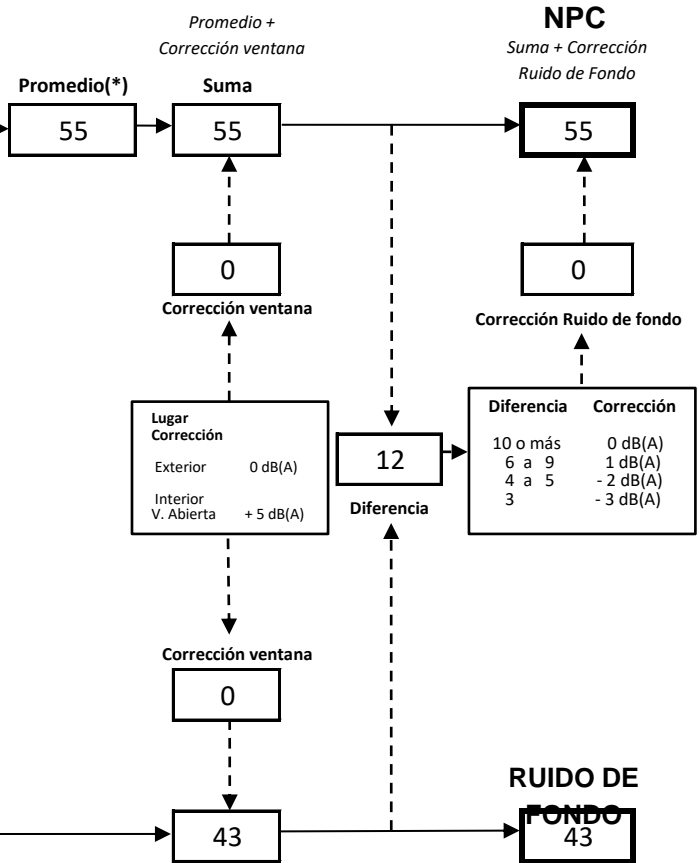 Promedio +
Corrección ventana
NPC
Suma + Corrección
Ruido de Fondo
Promedio(*)
Suma
55
55
55
0
0
Corrección ventana
Corrección Ruido de fondo
Lugar
Corrección
Exterior 0 dB(A)
Interior
V. Abierta + 5 dB(A)
12
Diferencia
Diferencia Corrección
10 o más 0 dB(A)
6 a 9 1 dB(A)
4 a 5 - 2 dB(A)
3 - 3 dB(A)
Corrección ventana
0
RUIDO DE
FONDO
43
43